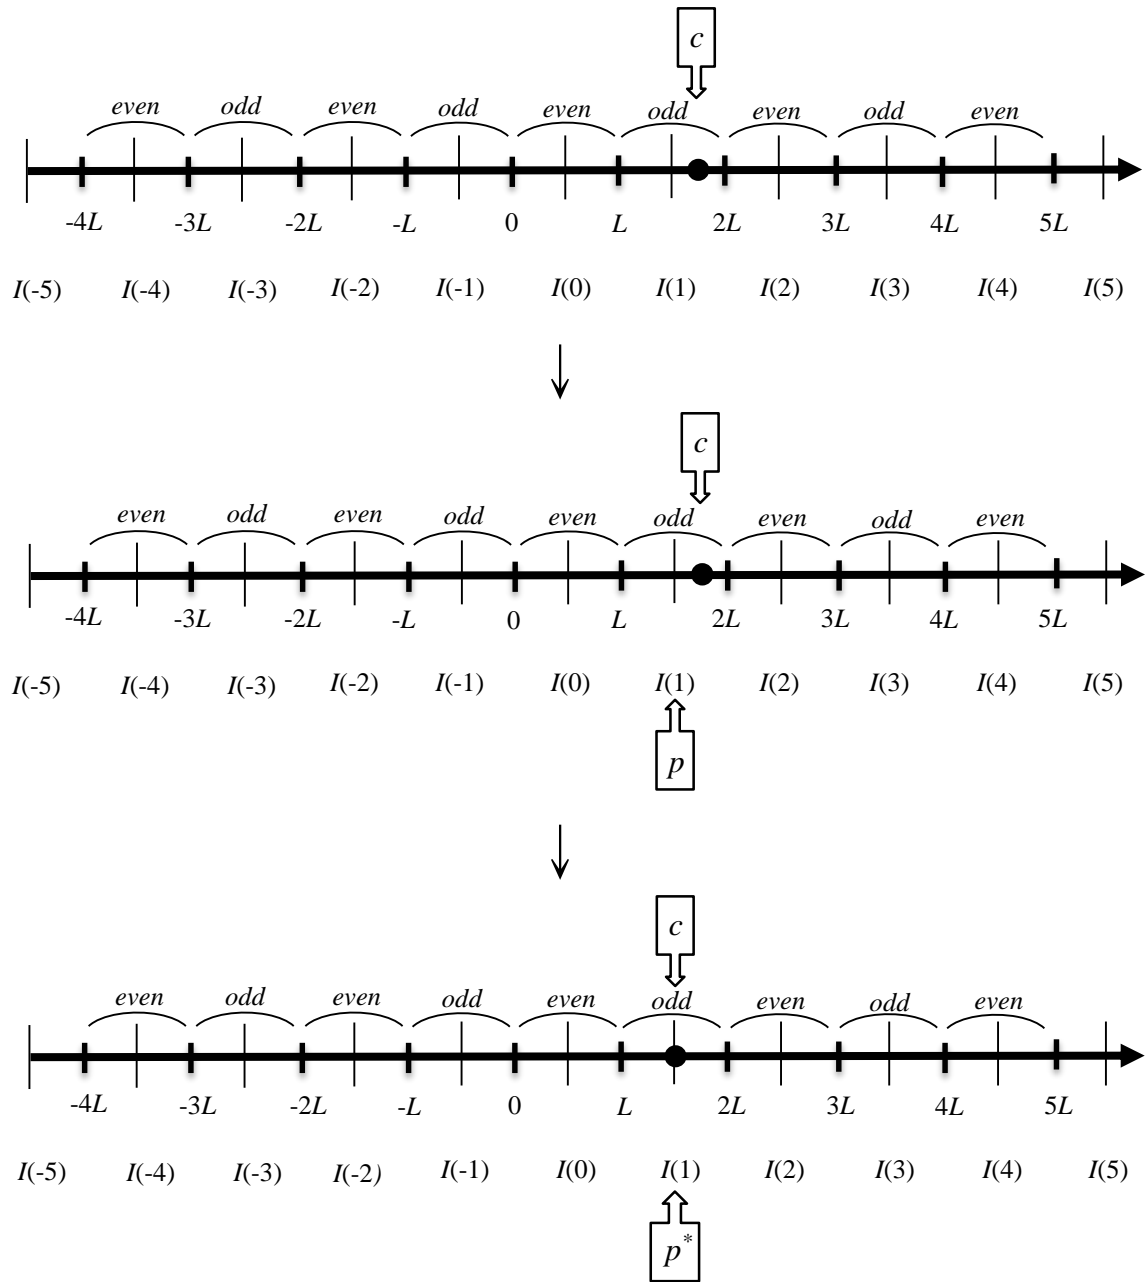 c
even odd even odd even odd even odd even
-4L -3L -2L -L 0 L 2L 3L 4L 5L
I(-5) I(-4) I(-3) I(-2) I(-1) I(0) I(1) I(2) I(3) I(4) I(5)
c
even odd even odd even odd even odd even
-4L -3L -2L -L 0 L 2L 3L 4L 5L
I(-5) I(-4) I(-3) I(-2) I(-1) I(0) I(1) I(2) I(3) I(4) I(5)
p
c
even odd even odd even odd even odd even
-4L -3L -2L -L 0 L 2L 3L 4L 5L
I(-5) I(-4) I(-3) I(-2) I(-1) I(0) I(1) I(2) I(3) I(4) I(5)
p*